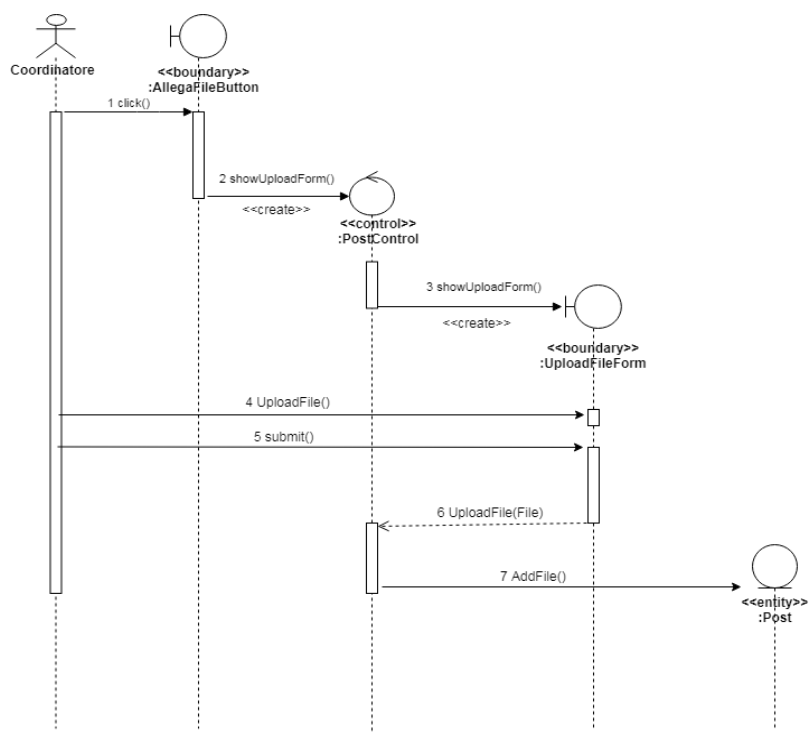 Coordinatore
<<boundary>>
:AllegaFileButton
1 click()
2 showUploadForm()
<<create>>
<<control>>
:PostControl
3 showUploadForm()
<<create>>
<<boundary>>
:UploadFileForm
4 UploadFile()
5 submit()
6 UploadFile(File)
7 AddFile()
<<entity>>
:Post